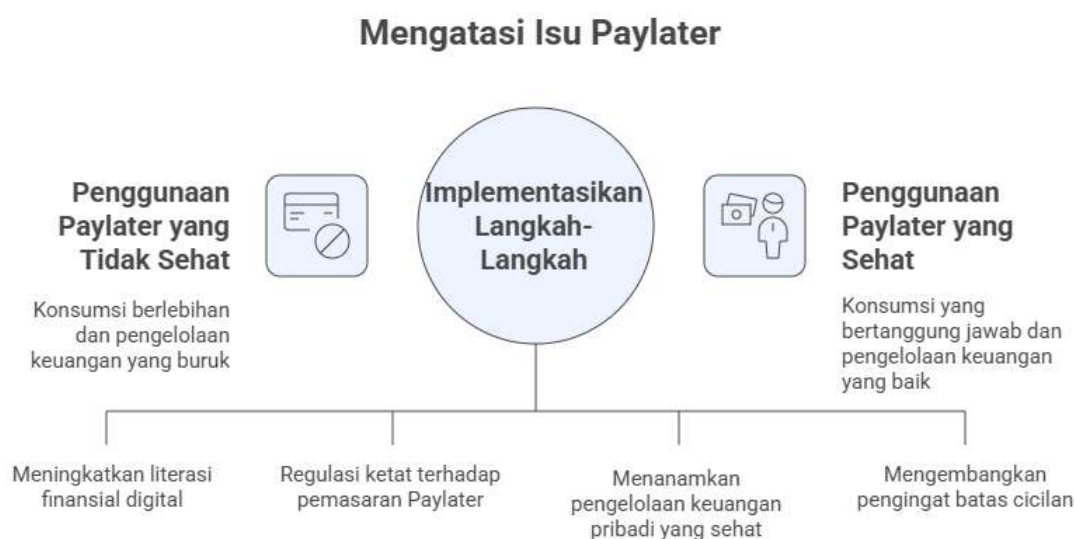 Mengatasi Isu Paylater
Penggunaan
Paylater yang
Tidak Sehat
Konsumsi berlebihan
dan pengelolaan
keuangan yang buruk
Implementasikan
Langkah-
Langkah
Penggunaan
Paylater yang
Sehat
Konsumsi yang
bertanggung jawab dan
pengelolaan keuangan
yang baik
Meningkatkan literasi
finansial digital
Regulasi ketat terhadap
pemasaran Paylater
Menanamkan
pengelolaan keuangan
pribadi yang sehat
Mengembangkan
pengingat batas cicilan